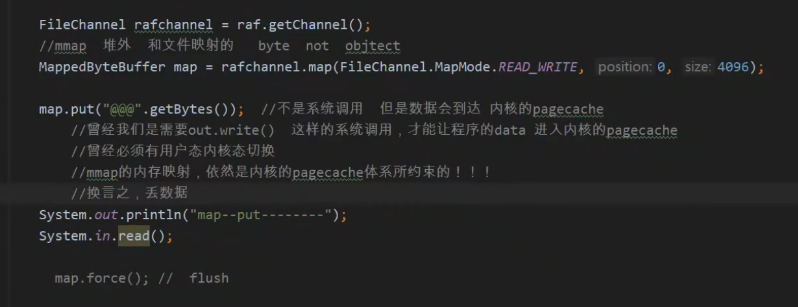 FileChannel rafchannel = raf.getChannel();
//mmap 堆外 和文件映射的 byte not objtect
MappedByteBuffer map = rafchannel.map(FileChannel.MapMode.READ_WRITE, position: 0, size: 4096);
map.put("@@@".getBytes()); //不是系统调用 但是数据会到达 内核的pagecache
//曾经我们是需要out.write() 这样的系统调用，才能让程序的data 进入内核的pagecache
//曾经必须有用户态内核态切换
//mmap的内存映射，依然是内核的pagecache体系所约束的！！！
//换言之，丢数据
System.out.println("map--put--------");
System.in.read();
map.force(); // flush